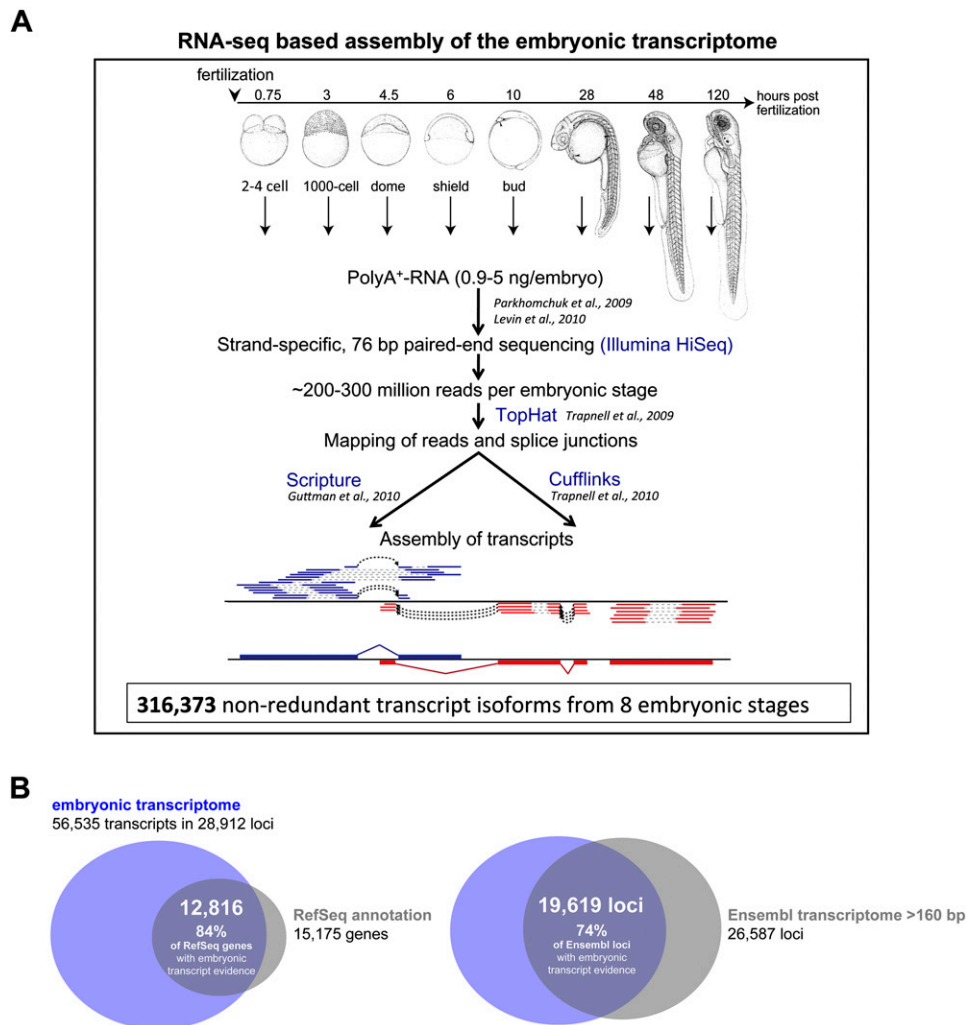 A
RNA-seq based assembly of the embryonic transcriptome
fertilization
0.75 3 4.5 6 10 28 48 120 hours post
fertilization
2-4 cell 1000-cell dome shield bud
PolyA+-RNA (0.9-5 ng/embryo)
Parkhomchuk et al., 2009
Levin et al., 2010
Strand-specific, 76 bp paired-end sequencing (Illumina HiSeq)
~200-300 million reads per embryonic stage
TopHat Trapnell et al., 2009
Mapping of reads and splice junctions
Scripture Cufflinks
Guttman et al., 2010 Trapnell et al., 2010
Assembly of transcripts
316,373 non-redundant transcript isoforms from 8 embryonic stages
B
embryonic transcriptome
56,535 transcripts in 28,912 loci
12,816
84%
of RefSeq genes
with embryonic
transcript evidence
RefSeq annotation
15,175 genes
19,619 loci
74%
of Ensembl loci
with embryonic
transcript evidence
Ensembl transcriptome >160 bp
26,587 loci